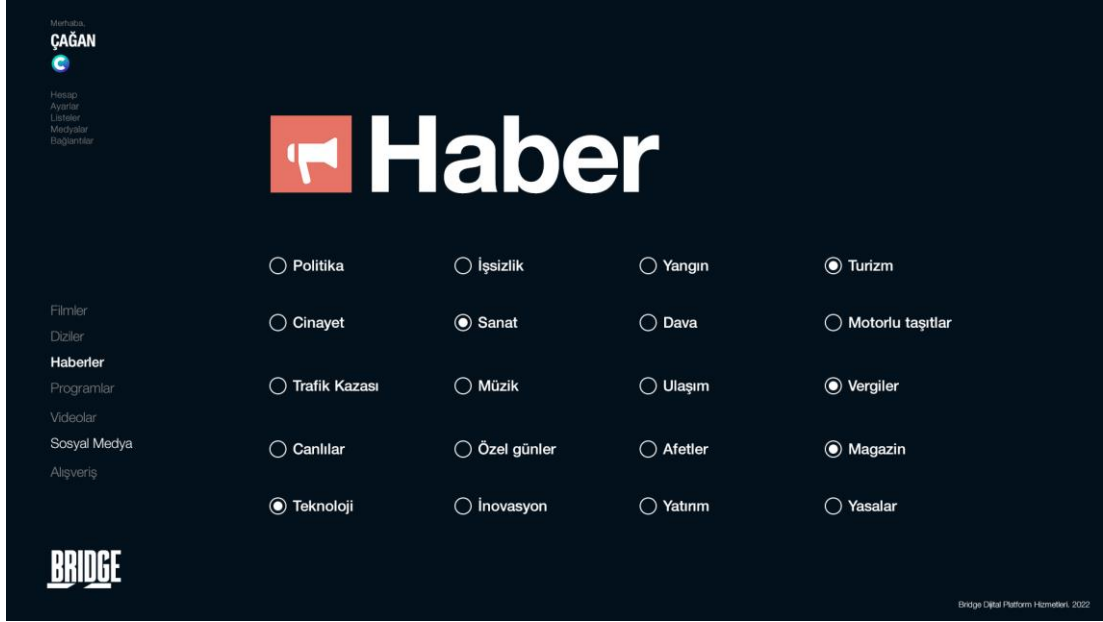 Merhaba,
ÇAĞAN
Hesap
Ayarlar
Listeler
Medyalar
Bağlantılar
Haber
Politika İşsizlik Yangın Turizm
Cinayet Sanat Dava Motorlu taşıtlar
Trafik Kazası Müzik Ulaşım Vergiler
Canlılar Özel günler Afetler Magazin
Teknoloji İnovasyon Yatırım Yasalar
Filmler
Diziler
Haberler
Programlar
Videolar
Sosyal Medya
Alışveriş
BRIDGE
Bridge Dijital Platform Hizmetleri. 2022